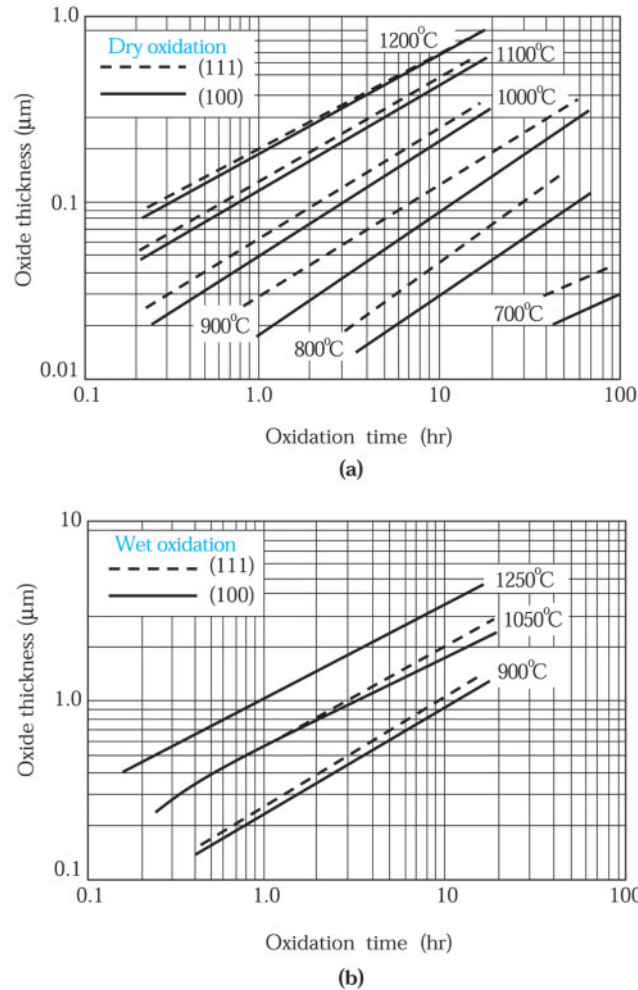 1.0
Dry oxidation
(111)
(100)
1200°C
1100°C
1000°C
Oxide thickness (μm)
0.1
900°C
800°C
700°C
0.01
0.1
1.0
10
100
Oxidation time (hr)
(a)
10
Wet oxidation
(111)
(100)
1250°C
1050°C
900°C
Oxide thickness (μm)
1.0
0.1
0.1
1.0
10
100
Oxidation time (hr)
(b)